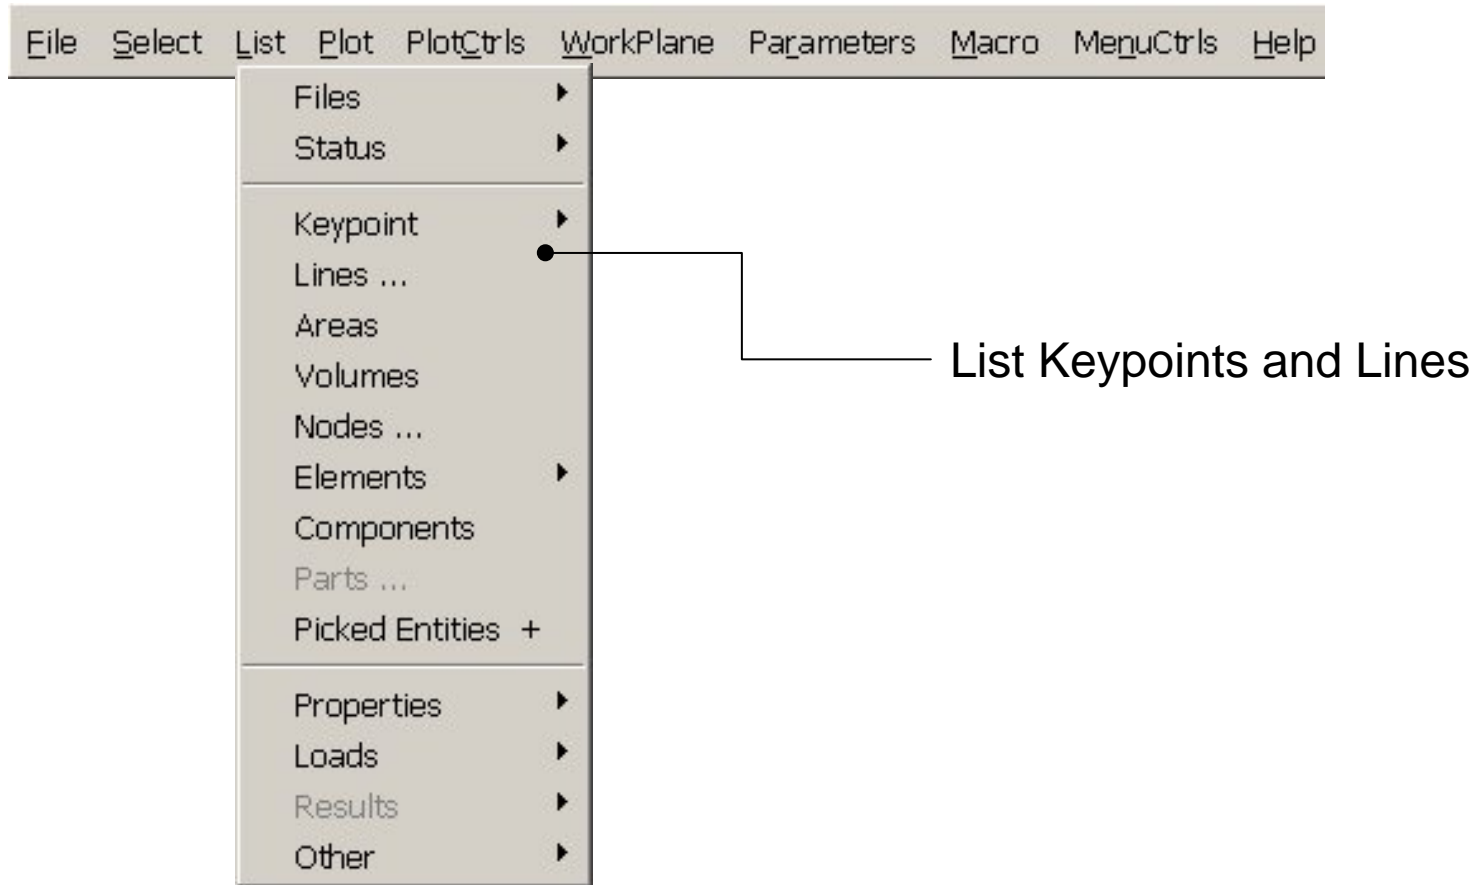 File Select List Plot PlotCtrls WorkPlane Parameters Macro MenuCtrls Help
Files
Status
Keypoint
Lines ...
Areas
Volumes
Nodes ...
Elements
Components
Parts ...
Picked Entities +
Properties
Loads
Results
Other
List Keypoints and Lines